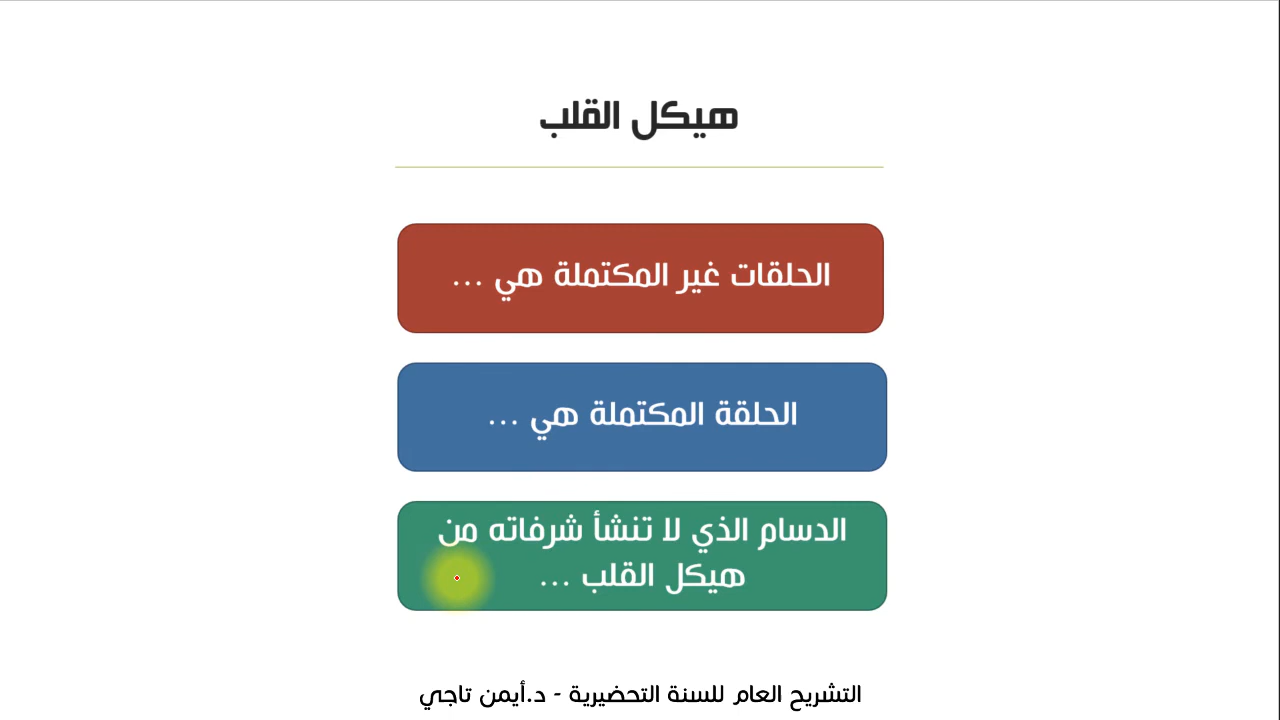 هيكل القلب
الحلقات غير المكتملة هي ...
الحلقة المكتملة هي ...
الدسام الذي لا تنشأ شرفاته من
هيكل القلب ...
التشريح العام للسنة التحضيرية - د.أيمن تاجي